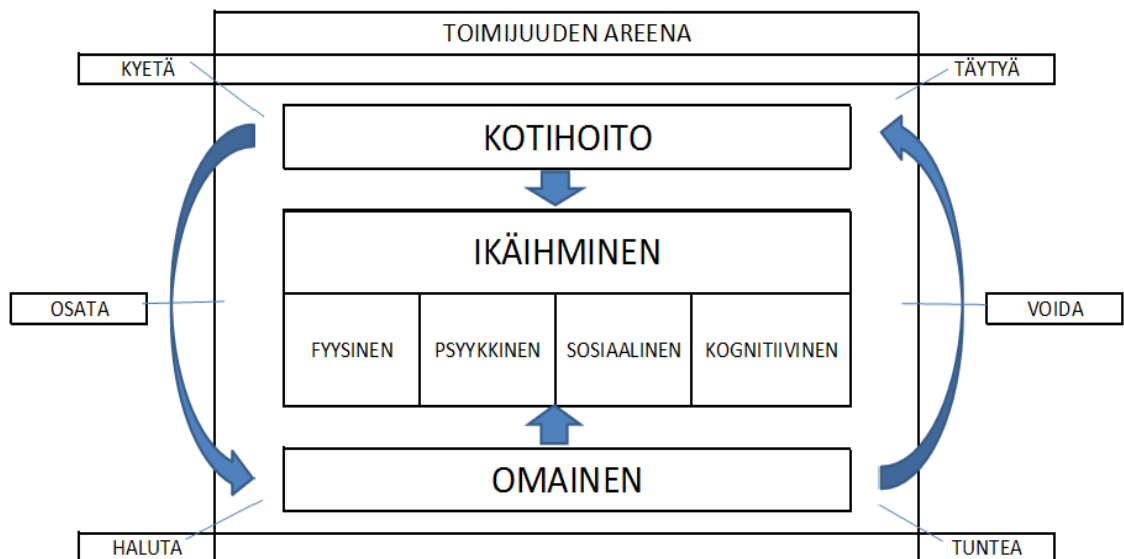 TOIMIJUUDEN AREENA
KYETÄ
TÄYTYÄ
KOTIHOITO
IKÄIHMINEN
OSATA
VOIDA
FYYSINEN
PSYYKKINEN
SOSIAALINEN
KOGNITIIVINEN
OMAINEN
HALUTA
TUNTEA